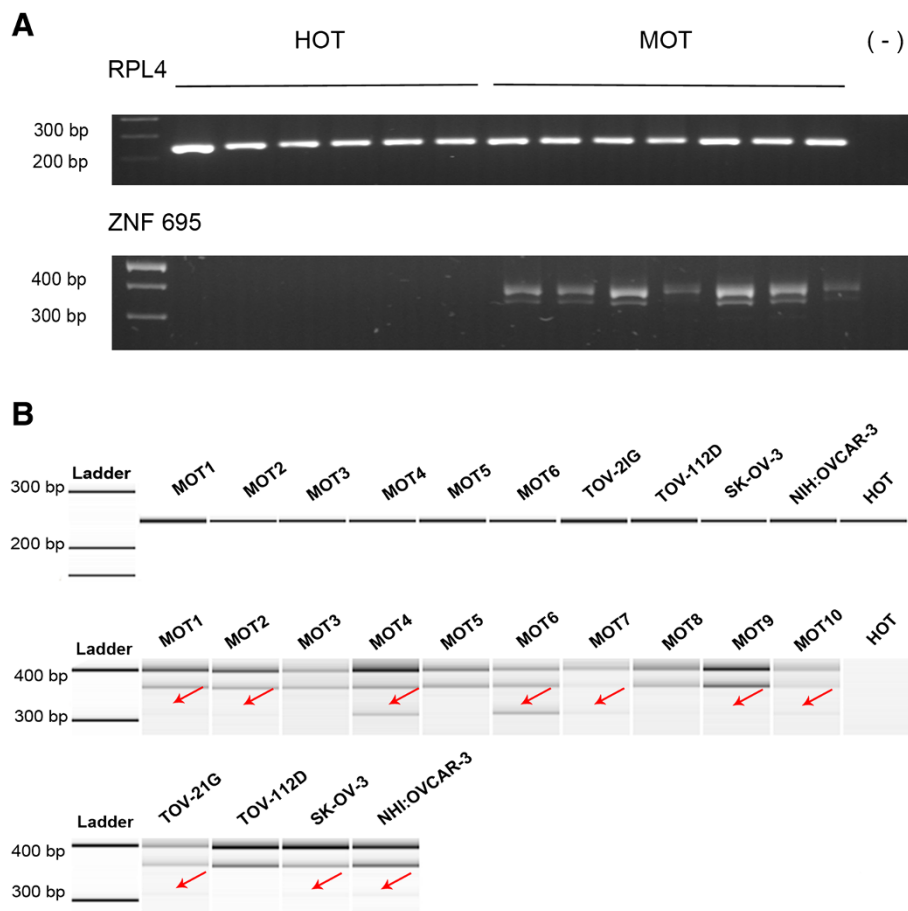 A
HOT MOT ( - )
RPL4
300 bp
200 bp
ZNF 695
400 bp
300 bp
B
Ladder MOT1 MOT2 MOT3 MOT4 MOT5 MOT6 TOV-2IG TOV-112D SK-OV-3 NIH:OVCAR-3 HOT
300 bp
200 bp
Ladder MOT1 MOT2 MOT3 MOT4 MOT5 MOT6 MOT7 MOT8 MOT9 MOT10 HOT
400 bp
300 bp
Ladder TOV-21G TOV-112D SK-OV-3 NHI:OVCAR-3
400 bp
300 bp